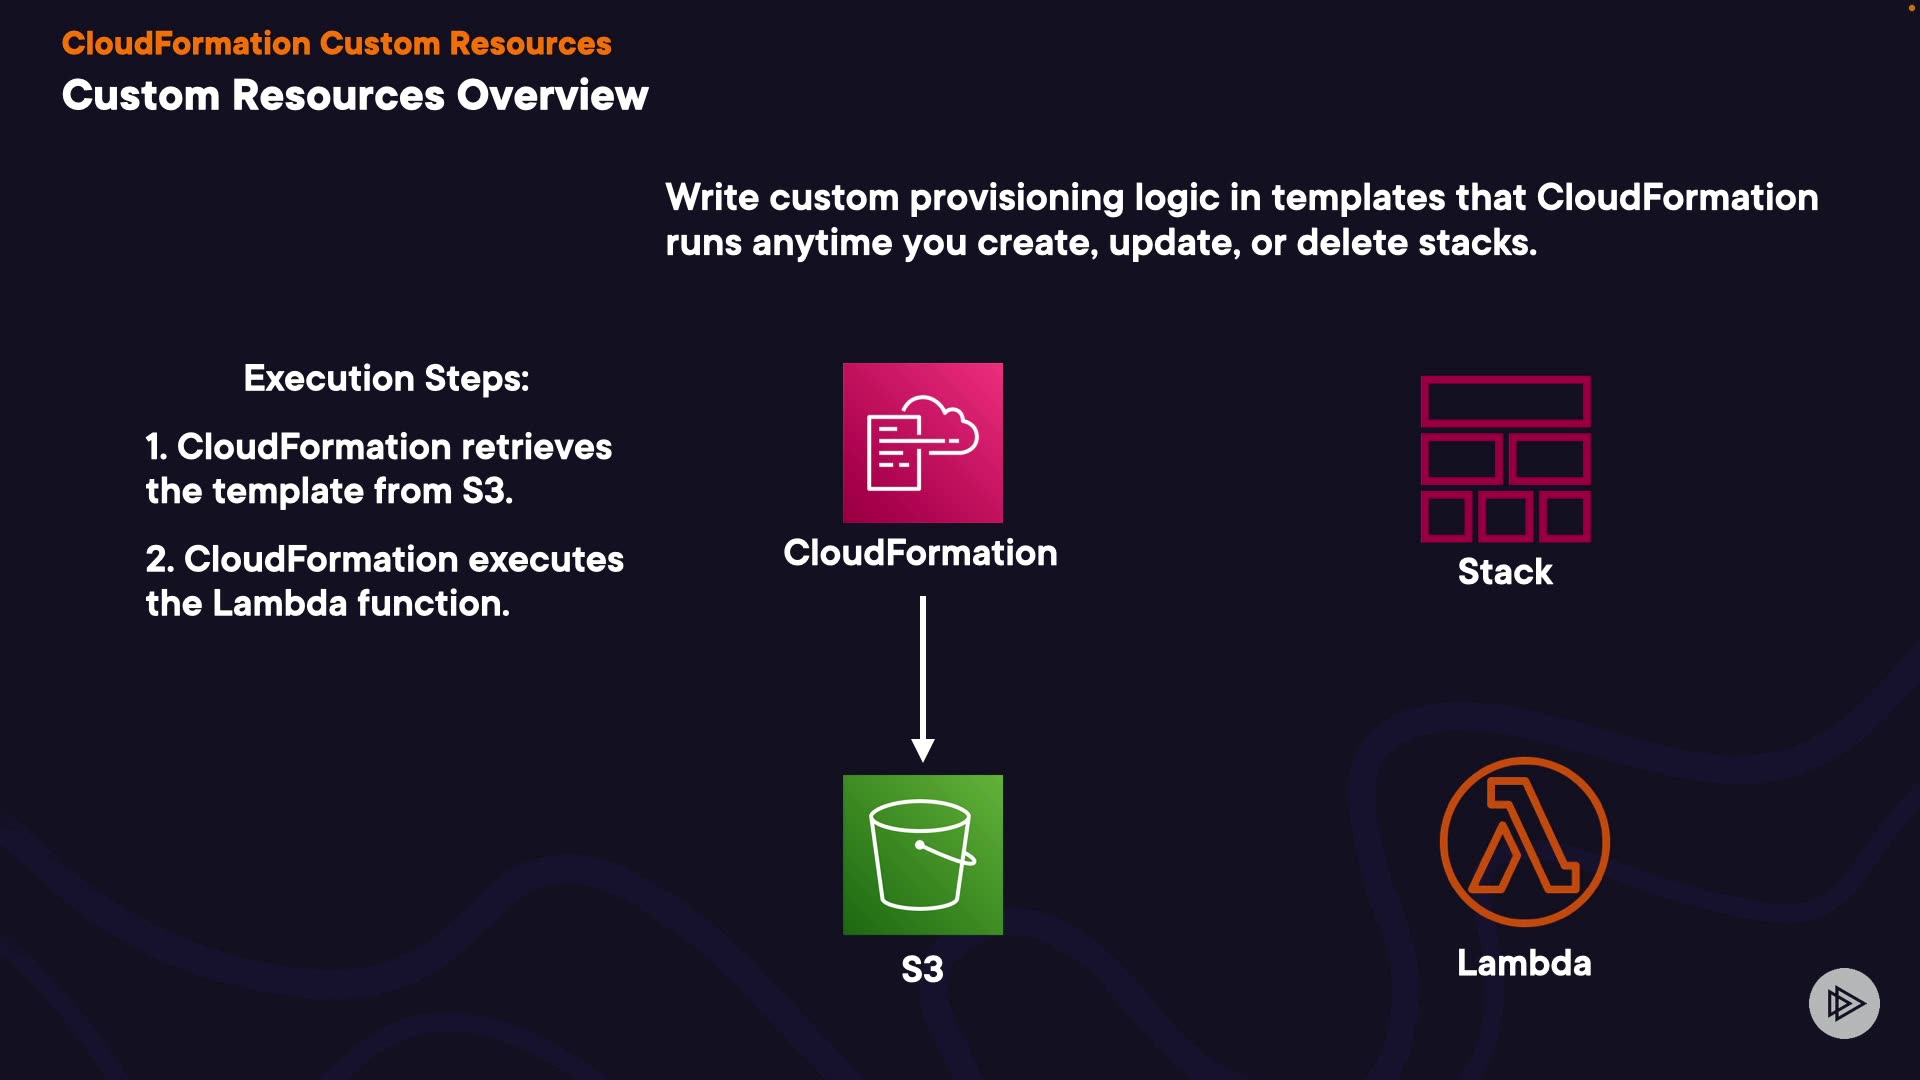 CloudFormation Custom Resources
Custom Resources Overview
Write custom provisioning logic in templates that CloudFormation
runs anytime you create, update, or delete stacks.
Execution Steps:
1. CloudFormation retrieves
the template from S3.
2. CloudFormation executes
the Lambda function.
CloudFormation
Stack
S3
Lambda